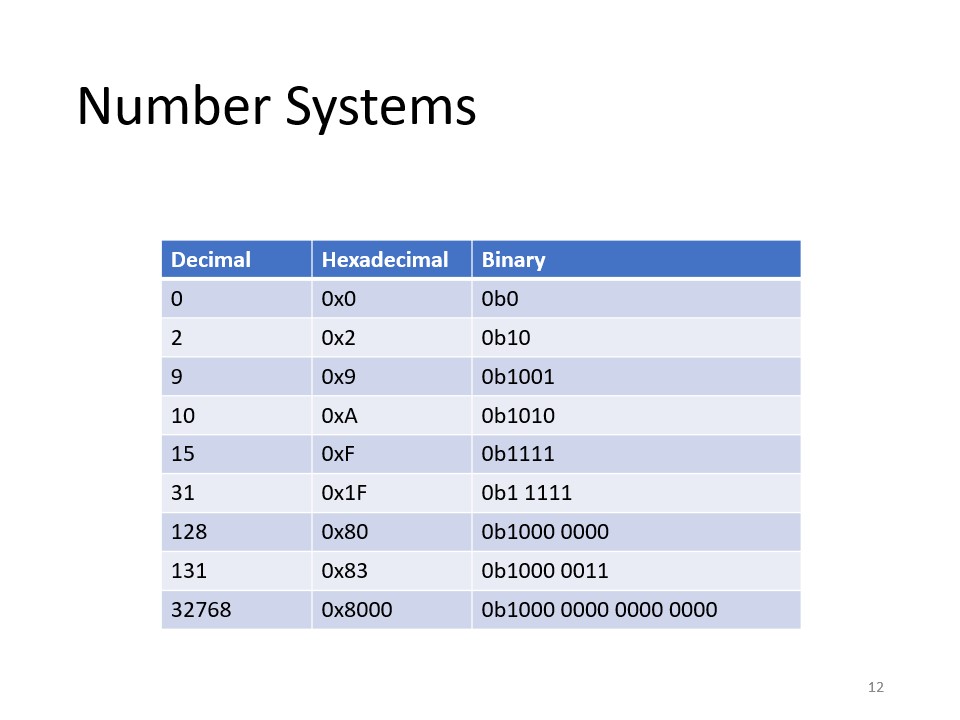 Number Systems
Decimal Hexadecimal Binary
0 0x0 0b0
2 0x2 0b10
9 0x9 0b1001
10 0xA 0b1010
15 0xF 0b1111
31 0x1F 0b1 1111
128 0x80 0b1000 0000
131 0x83 0b1000 0011
32768 0x8000 0b1000 0000 0000 0000
12